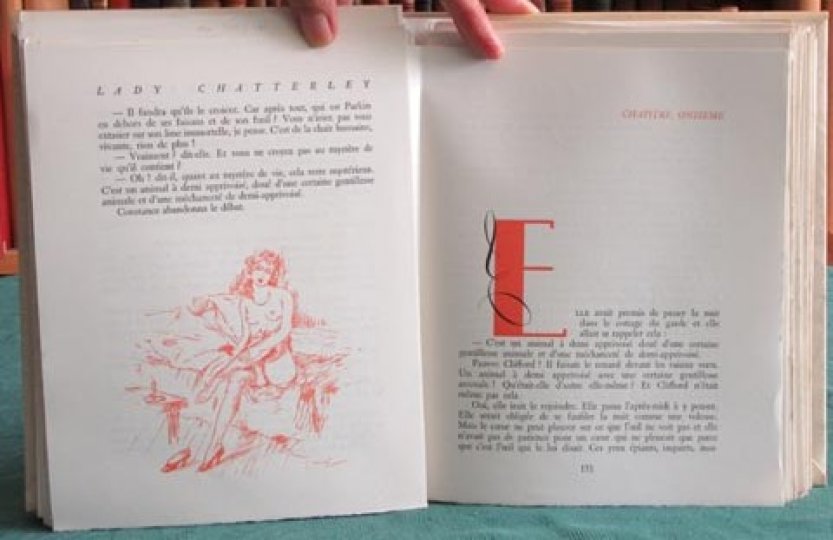 LADY CHATTERLEY
— Il faudra qu'ils le croient. Car après tout, qui est Parkin
en dehors de ses faisans et de son fusil ? Vous n'irez pas vous
extasier sur son âme immortelle, je pense. C'est de la chair humaine,
vivante, rien de plus !
— Vraiment ? dit-elle. Et vous ne croyez pas au mystère de
vie qu'il contient ?
— Oh ! dit-il, quant au mystère de vie, cela reste mystérieux.
C'est un animal à demi apprivoisé, doué d'une certaine gentillesse
animale et d'une méchanceté de demi-apprivoisé.
Constance abandonna le débat.
CHAPITRE ONZIÈME
ELLE avait promis de passer la nuit
dans le cottage du garde et elle
allait se rappeler cela :
— C'est un animal à demi apprivoisé doué d'une certaine
gentillesse animale et d'une méchanceté de demi-apprivoisé.
Pauvre Clifford ! Il faisait le renard devant les raisins verts.
Un animal à demi apprivoisé avec une certaine gentillesse
animale ! Qu'était-elle d'autre elle-même ? Et Clifford n'était
même pas cela.
Oui, elle irait le rejoindre. Elle passa l'après-midi à y penser.
Elle serait obligée de se faufiler la nuit comme une voleuse.
Mais le cœur ne peut pleurer sur ce que l'œil ne voit pas et elle
n'avait pas de patience pour un cœur qui ne pleurait que parce
que c'est l'œil qui le lui disait. Ces yeux épiants, inquiets,